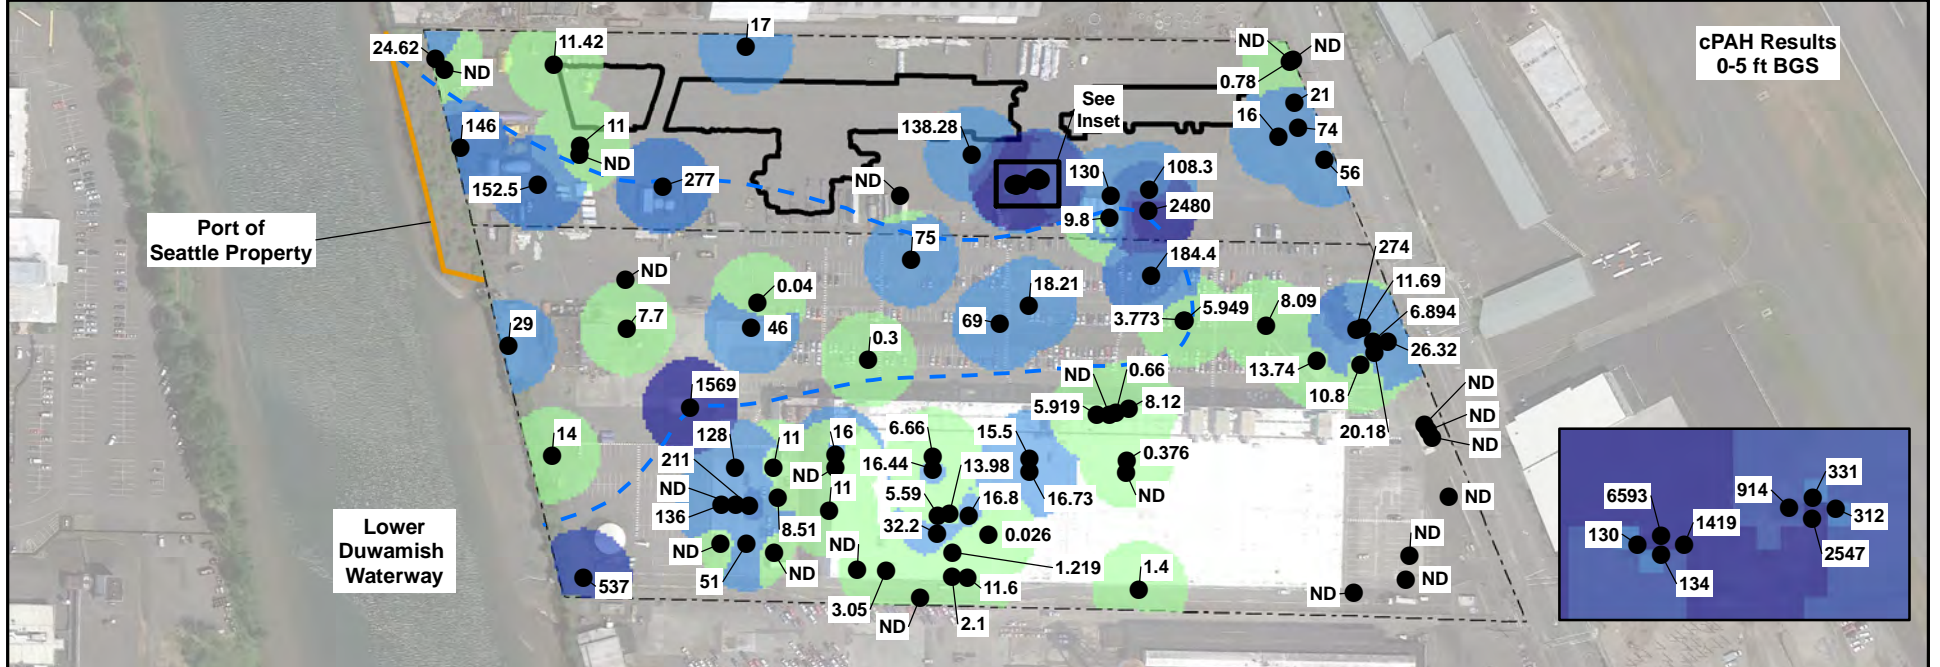 cPAH Results
0-5 ft BGS
17
ND
ND
24.62
11.42
ND
0.78
See
Inset
21
16
74
146
11
138.28
ND
56
152.5
277
ND
130
108.3
9.8
2480
Port of
Seattle Property
75
274
184.4
ND
0.04
18.21
11.69
8.09
5.949
6.894
29
7.7
46
69
3.773
0.3
26.32
13.74
10.8
ND
0.66
ND
1569
5.919
8.12
ND
20.18
ND
14
128
11
16
6.66
15.5
211
16.44
13.98
0.376
ND
ND
11
5.59
16.8
16.73
ND
ND
136
8.51
32.2
0.026
Lower
Duwamish
Waterway
ND
ND
ND
51
ND
1.219
1.4
ND
537
3.05
11.6
ND
ND
2.1
331
914
6593
1419
312
130
2547
134